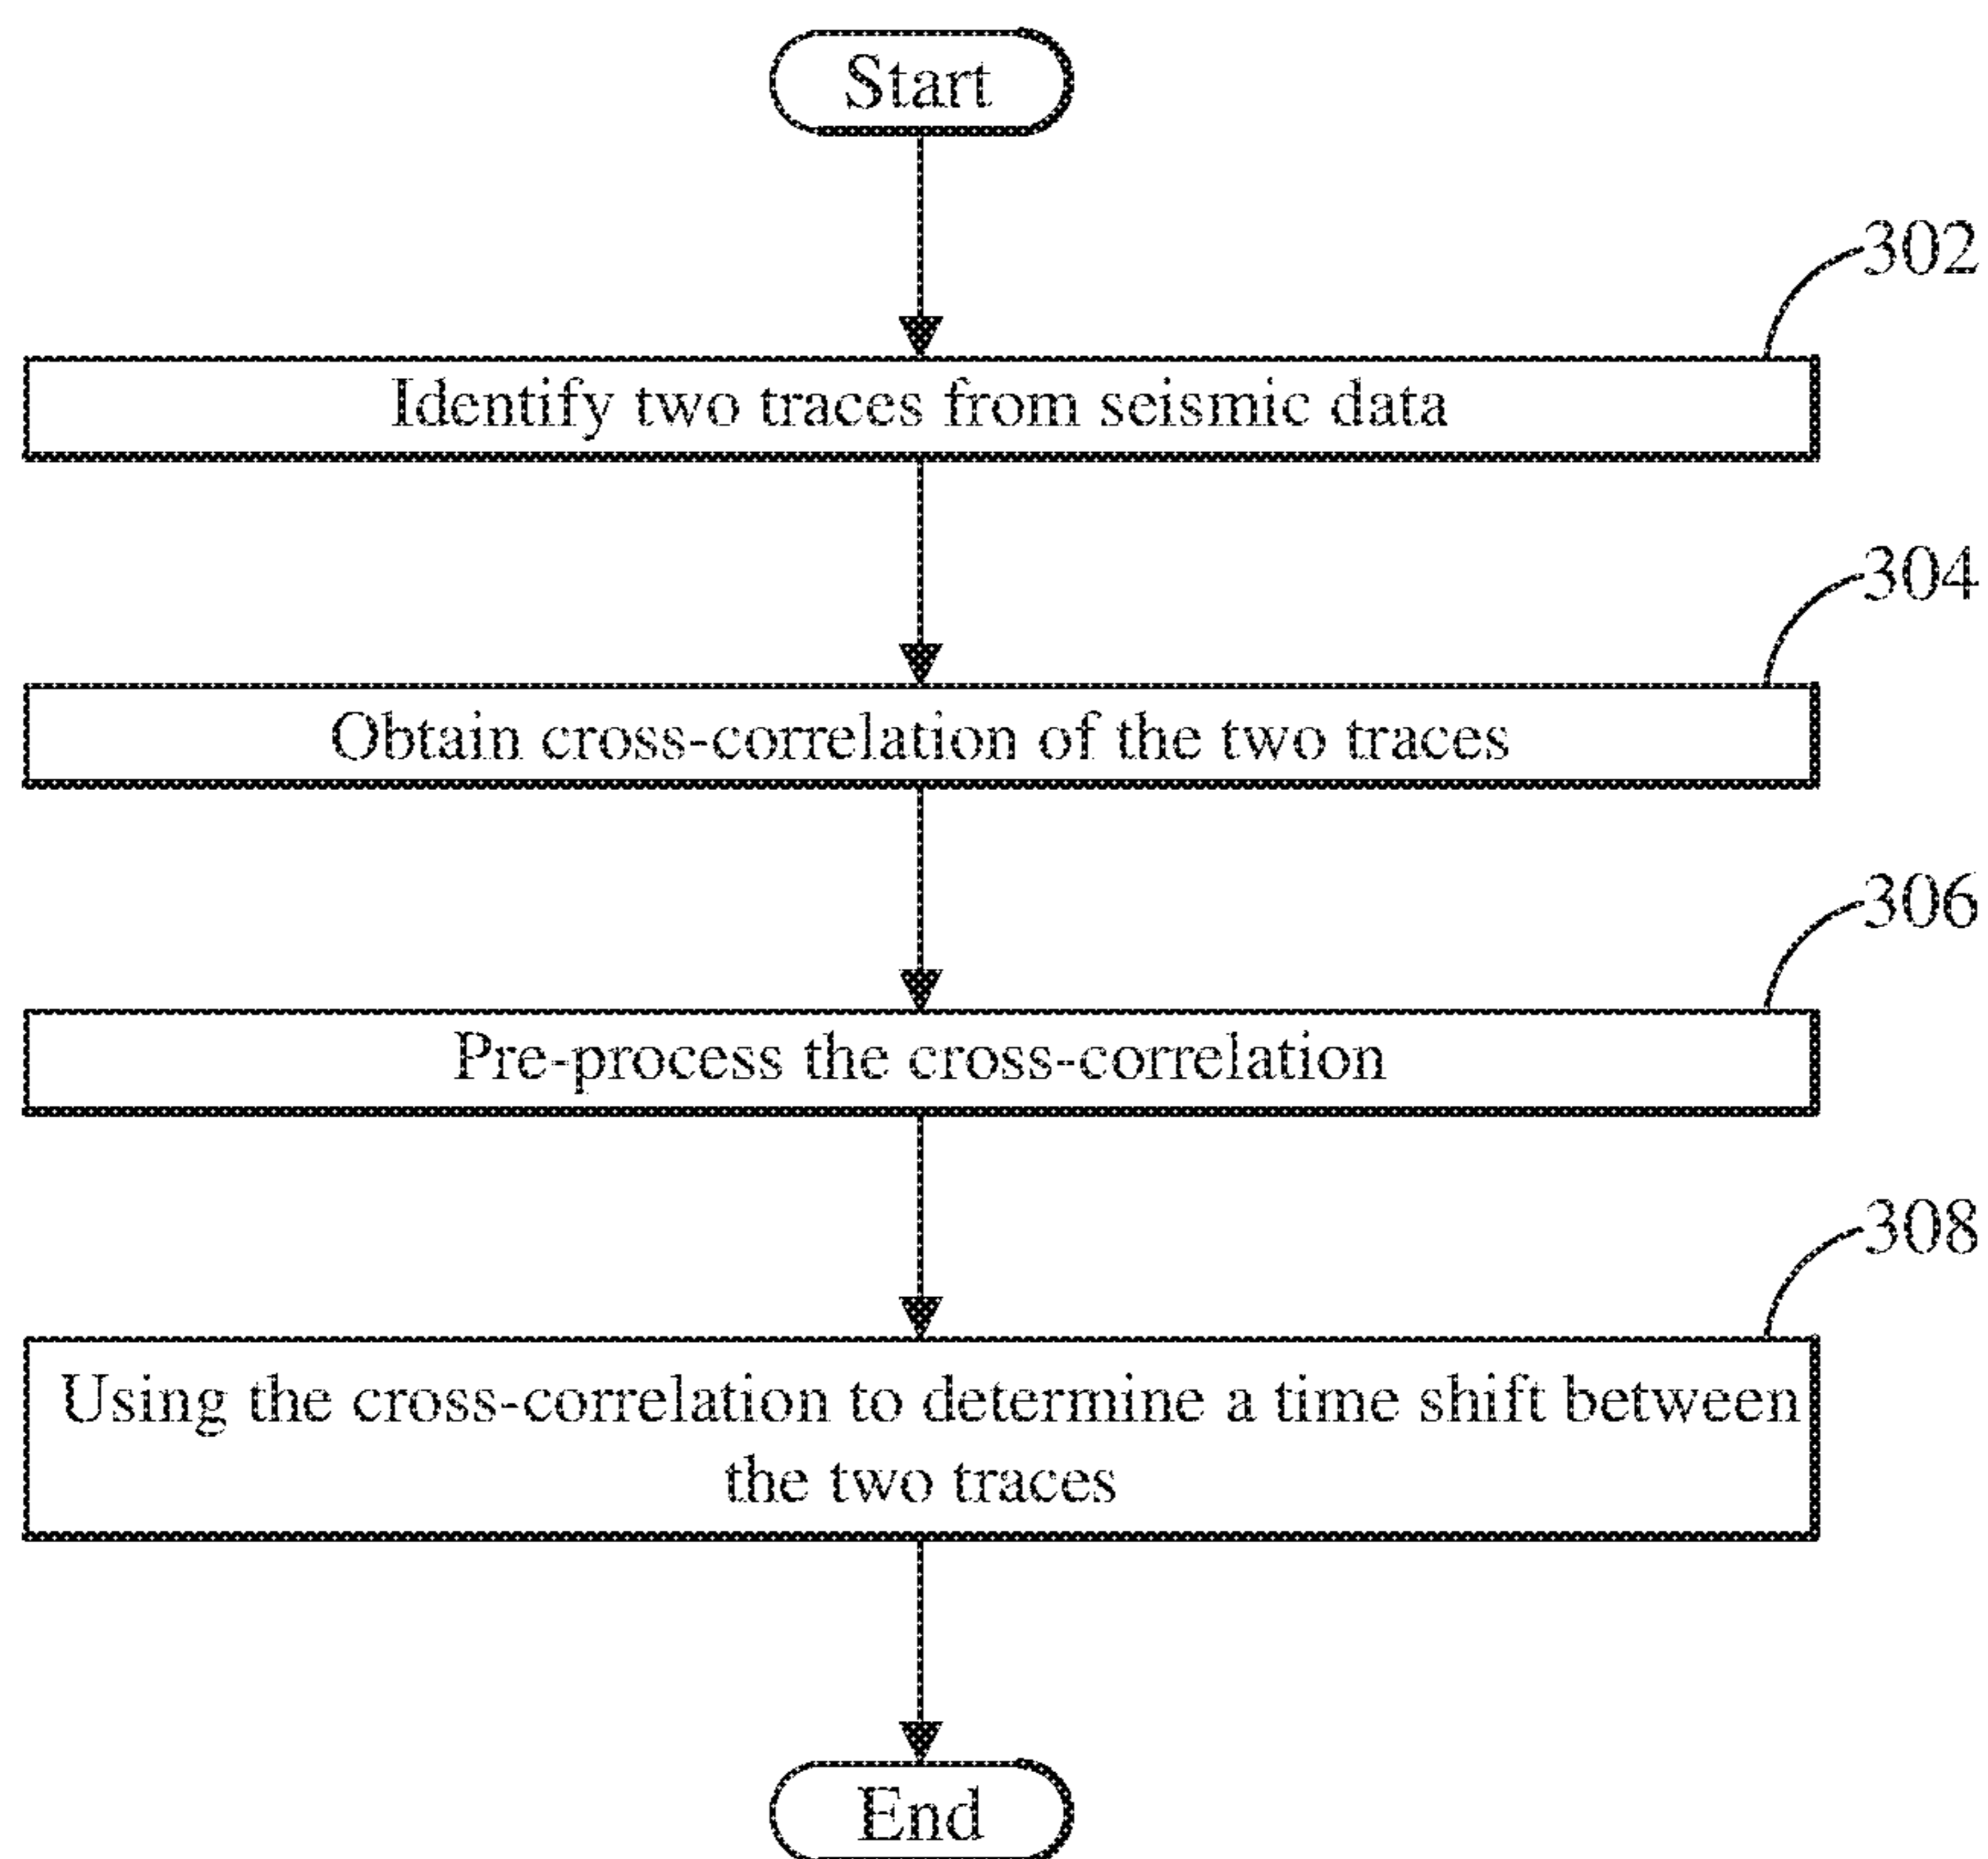 Start
302
Identify two traces from seismic data
304
Obtain cross-correlation of the two traces
306
Pre-process the cross-correlation
308
Using the cross-correlation to determine a time shift between
the two traces
End